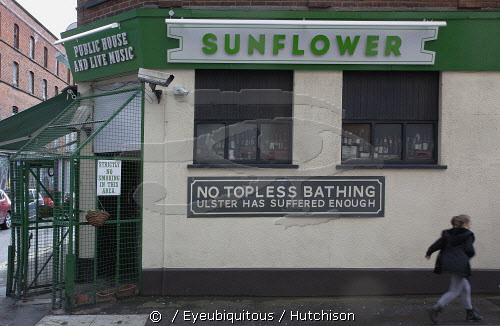 PUBLIC HOUSE
AND LIVE MUSIC
SUNFLOWER
STRICTLY
NO
SMOKING
IN THIS
AREA
NO TOPLESS BATHING
ULSTER HAS SUFFERED ENOUGH
© / Eyeubiquitous / Hutchison